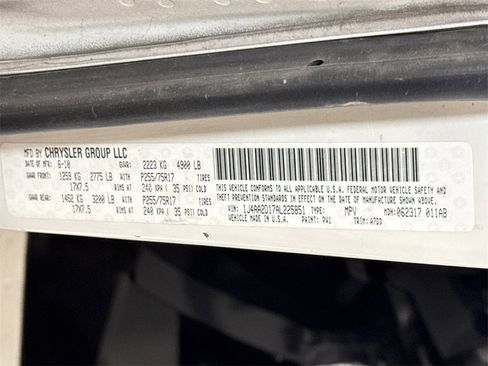 MFD BY CHRYSLER GROUP LLC
DATE OF MFR: 6-10 GVWR: 2223 KG 4900 LB
GAWR FRONT: 1259 KG 2775 LB WITH P255/75R17 TIRES
17X7.5 RIMS AT 240 KPA ( 35 PSI) COLD
GAWR REAR: 1452 KG 3200 LB WITH P255/75R17 TIRES
17X7.5 RIMS AT 240 KPA ( 35 PSI) COLD
THIS VEHICLE CONFORMS TO ALL APPLICABLE U.S.A. FEDERAL MOTOR VEHICLE SAFETY AND
THEFT PREVENTION STANDARDS IN EFFECT ON THE DATE OF MANUFACTURE SHOWN ABOVE.
VIN: 1J4AA2D17AL225851 TYPE: MPV MDH: 062317 011AB
VEHICLE MADE IN U.S.A. PAINT: PW1 TRIM: A7DD